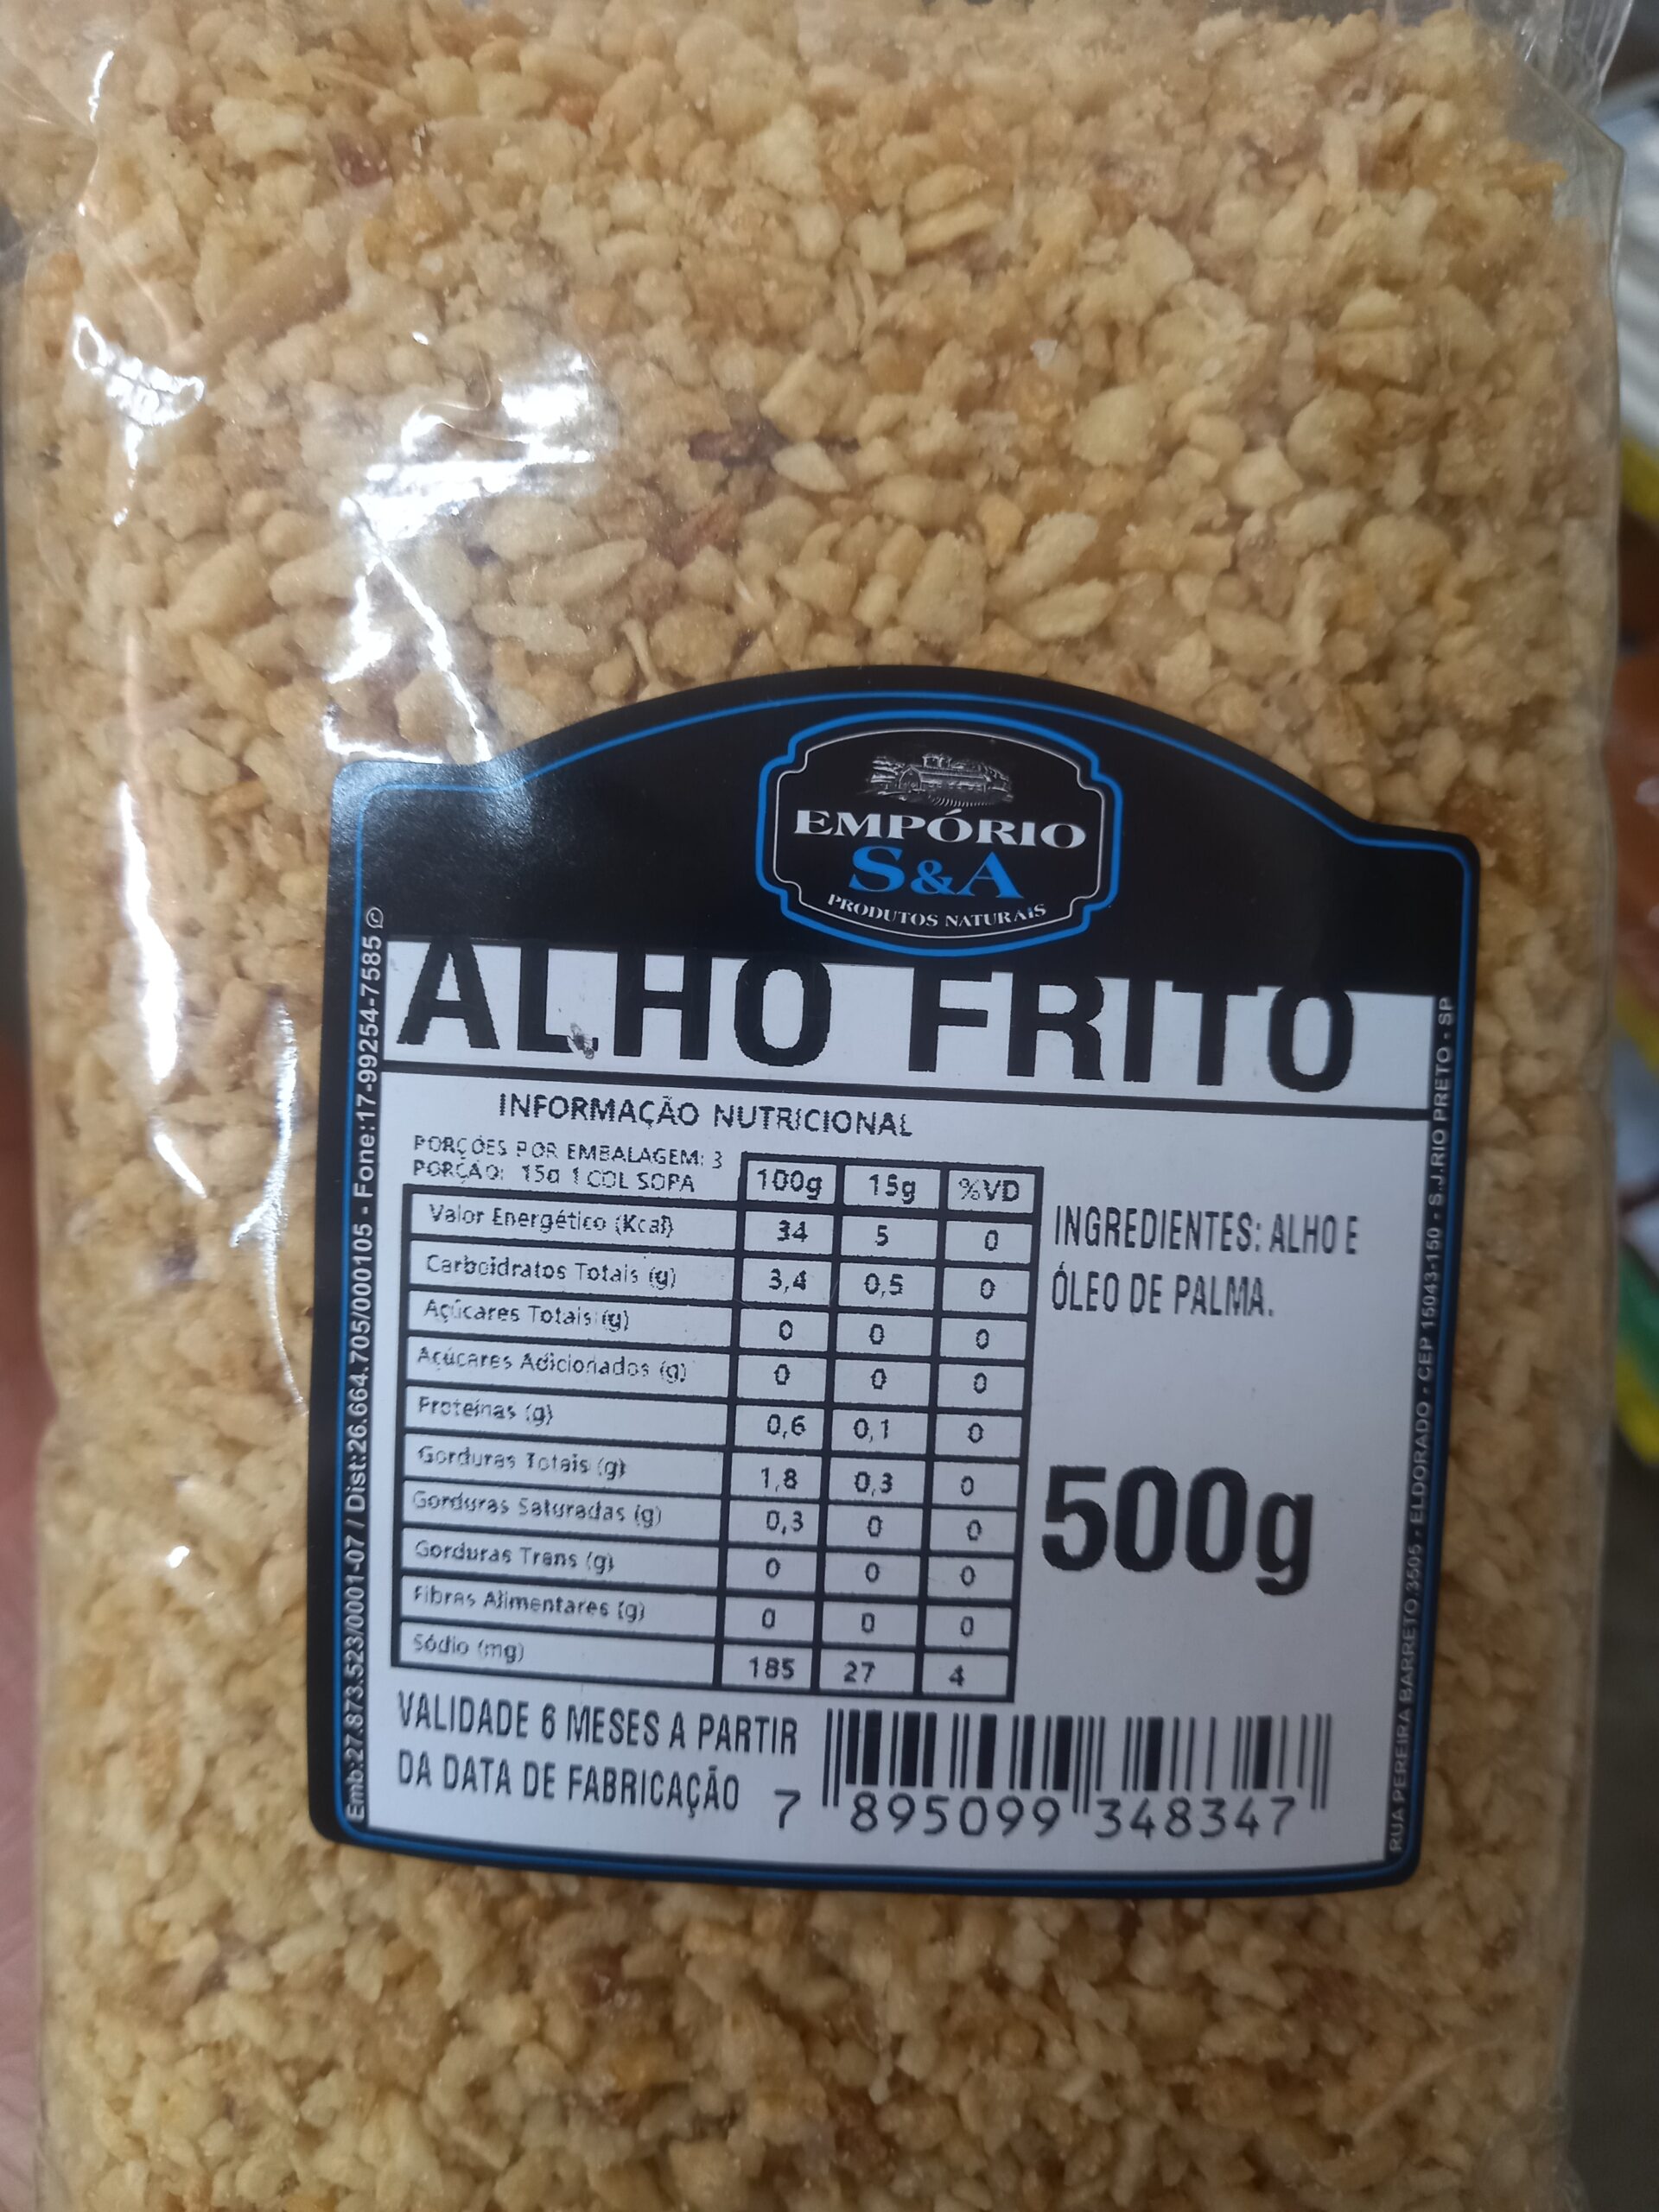 EMPÓRIO
S&A
PRODUTOS NATURAIS
ALHO FRITO
INFORMAÇÃO NUTRICIONAL
PORÇÕES POR EMBALAGEM: 3
PORÇÃO: 15g 1 COL SOPA
100g 15g %VD
Valor Energético (Kcal) 34 5 0
Carboidratos Totais (g) 3,4 0,5 0
Açúcares Totais (g) 0 0 0
Açúcares Adicionados (g) 0 0 0
Proteínas (g) 0,6 0,1 0
Gorduras Totais (g) 1,8 0,3 0
Gorduras Saturadas (g) 0,3 0 0
Gorduras Trans (g) 0 0 0
Fibras Alimentares (g) 0 0 0
Sódio (mg) 185 27 4
INGREDIENTES: ALHO E
ÓLEO DE PALMA.
500g
VALIDADE 6 MESES A PARTIR
DA DATA DE FABRICAÇÃO
7 895099 348347
Emb:27.873.523/0001-07 / Dist:26.664.705/000105 - Fone:17-99254-7585
RUA PEREIRA BARRETO 3505 - ELDORADO - CEP 15043-150 - S.J.RIO PRETO - SP